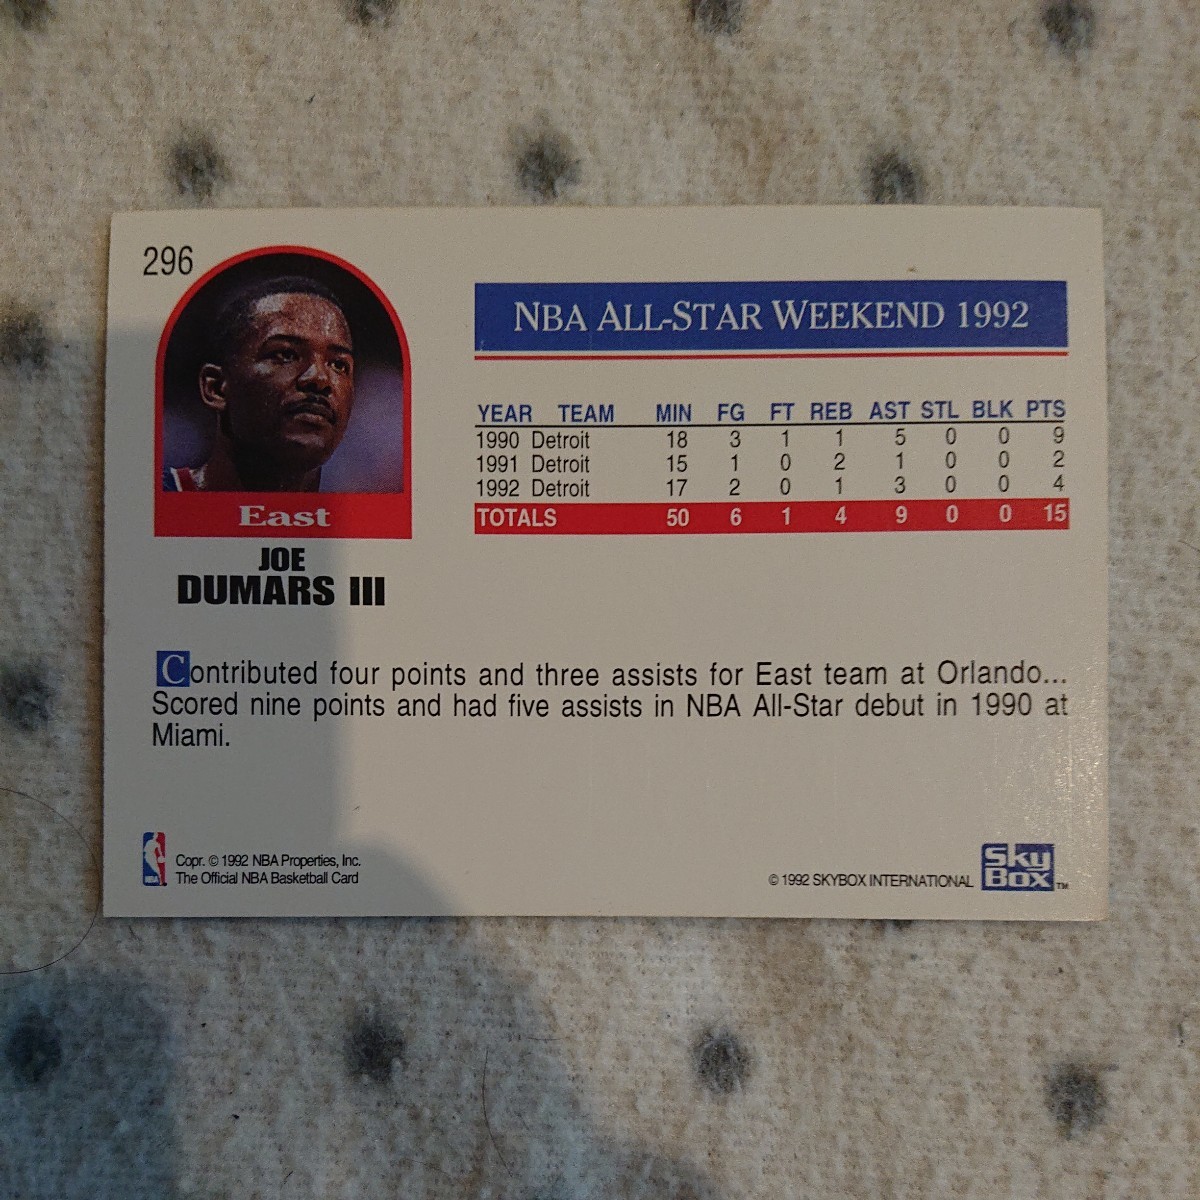 296
NBA ALL-STAR WEEKEND 1992
YEAR TEAM MIN FG FT REB AST STL BLK PTS
1990 Detroit 18 3 1 1 5 0 0 9
1991 Detroit 15 1 0 2 1 0 0 2
1992 Detroit 17 2 0 1 3 0 0 4
TOTALS 50 6 1 4 9 0 0 15
East
JOE
DUMARS III
Contributed four points and three assists for East team at Orlando...
Scored nine points and had five assists in NBA All-Star debut in 1990 at
Miami.
NBA
Copr. © 1992 NBA Properties, Inc.
The Official NBA Basketball Card
© 1992 SKYBOX INTERNATIONAL
Sky
Box™